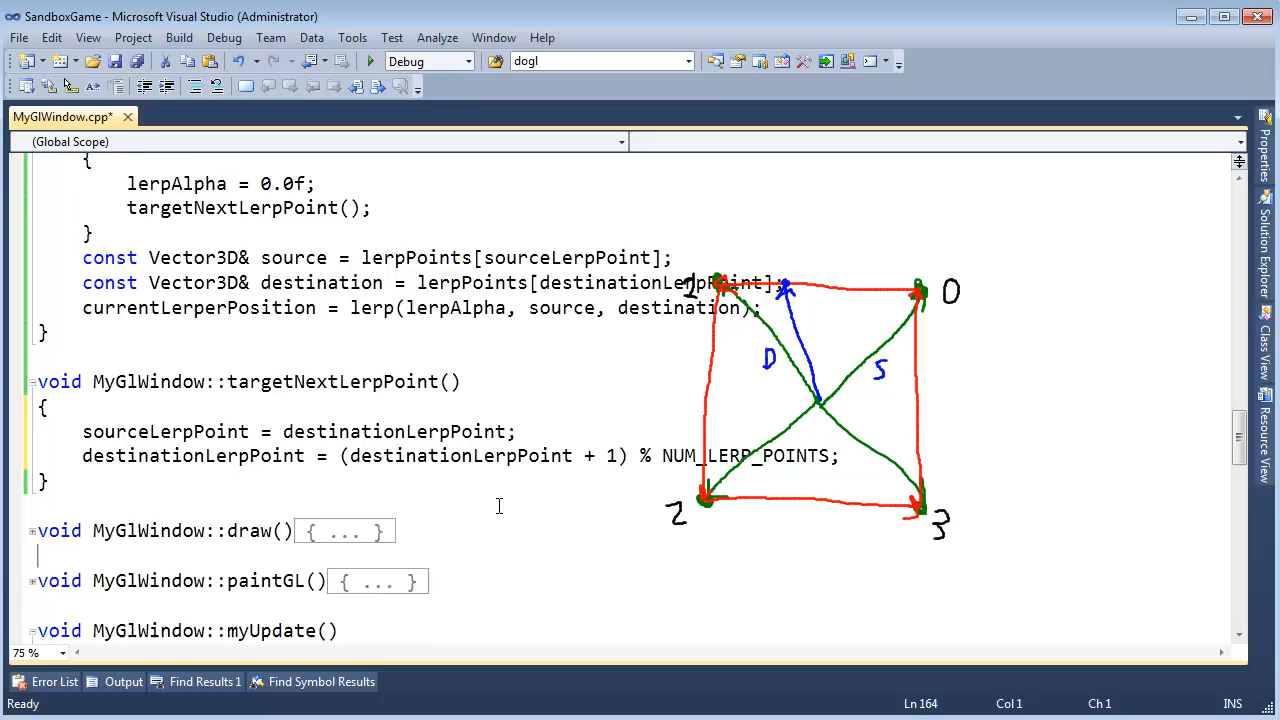 SandboxGame - Microsoft Visual Studio (Administrator)
File Edit View Project Build Debug Team Data Tools Test Analyze Window Help
Debug dogl
MyGlWindow.cpp*
(Global Scope)
{
lerpAlpha = 0.0f;
targetNextLerpPoint();
}
const Vector3D& source = lerpPoints[sourceLerpPoint];
const Vector3D& destination = lerpPoints[destinationLerpPoint];
currentLerperPosition = lerp(lerpAlpha, source, destination);
}
1 0
D S
void MyGlWindow::targetNextLerpPoint()
{
sourceLerpPoint = destinationLerpPoint;
destinationLerpPoint = (destinationLerpPoint + 1) % NUM_LERP_POINTS;
}
2 3
void MyGlWindow::draw(){ ... }
void MyGlWindow::paintGL(){ ... }
void MyGlWindow::myUpdate()
75 %
Error List Output Find Results 1 Find Symbol Results
Ready Ln 164 Col 1 Ch 1 INS
Properties
Solution Explorer
Class View
Resource View